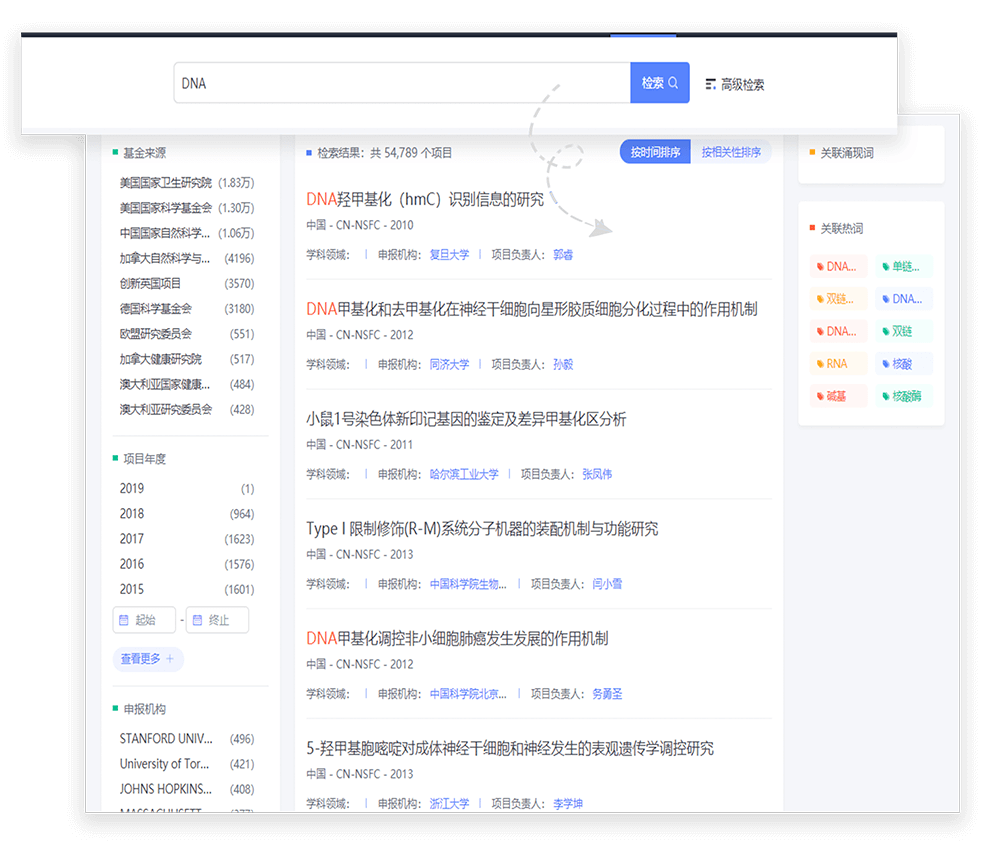 DNA
检索
高级检索
基金来源
美国国家卫生研究院 (1.83万)
美国国家科学基金会 (1.30万)
中国国家自然科学... (1.06万)
加拿大自然科学与... (4196)
创新英国项目 (3570)
德国科学基金会 (3180)
欧盟研究委员会 (551)
加拿大健康研究院 (517)
澳大利亚国家健康... (484)
澳大利亚研究委员会 (428)
项目年度
2019 (1)
2018 (964)
2017 (1623)
2016 (1576)
2015 (1601)
起始 - 终止
查看更多 +
申报机构
STANFORD UNIV... (496)
University of Tor... (421)
JOHNS HOPKINS... (408)
检索结果：共 54,789 个项目
按时间排序 按相关性排序
DNA羟甲基化（hmC）识别信息的研究
中国 - CN-NSFC - 2010
学科领域： | 申报机构： 复旦大学 | 项目负责人： 郭睿
DNA甲基化和去甲基化在神经干细胞向星形胶质细胞分化过程中的作用机制
中国 - CN-NSFC - 2012
学科领域： | 申报机构： 同济大学 | 项目负责人： 孙毅
小鼠1号染色体新印记基因的鉴定及差异甲基化区分析
中国 - CN-NSFC - 2011
学科领域： | 申报机构： 哈尔滨工业大学 | 项目负责人： 张凤伟
Type I 限制修饰(R-M)系统分子机器的装配机制与功能研究
中国 - CN-NSFC - 2013
学科领域： | 申报机构： 中国科学院生物... | 项目负责人： 闫小雪
DNA甲基化调控非小细胞肺癌发生发展的作用机制
中国 - CN-NSFC - 2012
学科领域： | 申报机构： 中国科学院北京... | 项目负责人： 务勇圣
5-羟甲基胞嘧啶对成体神经干细胞和神经发生的表观遗传学调控研究
中国 - CN-NSFC - 2013
学科领域： | 申报机构： 浙江大学 | 项目负责人： 李学坤
关联涌现词
关联热词
DNA... 单链...
双链... DNA...
DNA... 双链
RNA 核酸
碱基 核酸酶